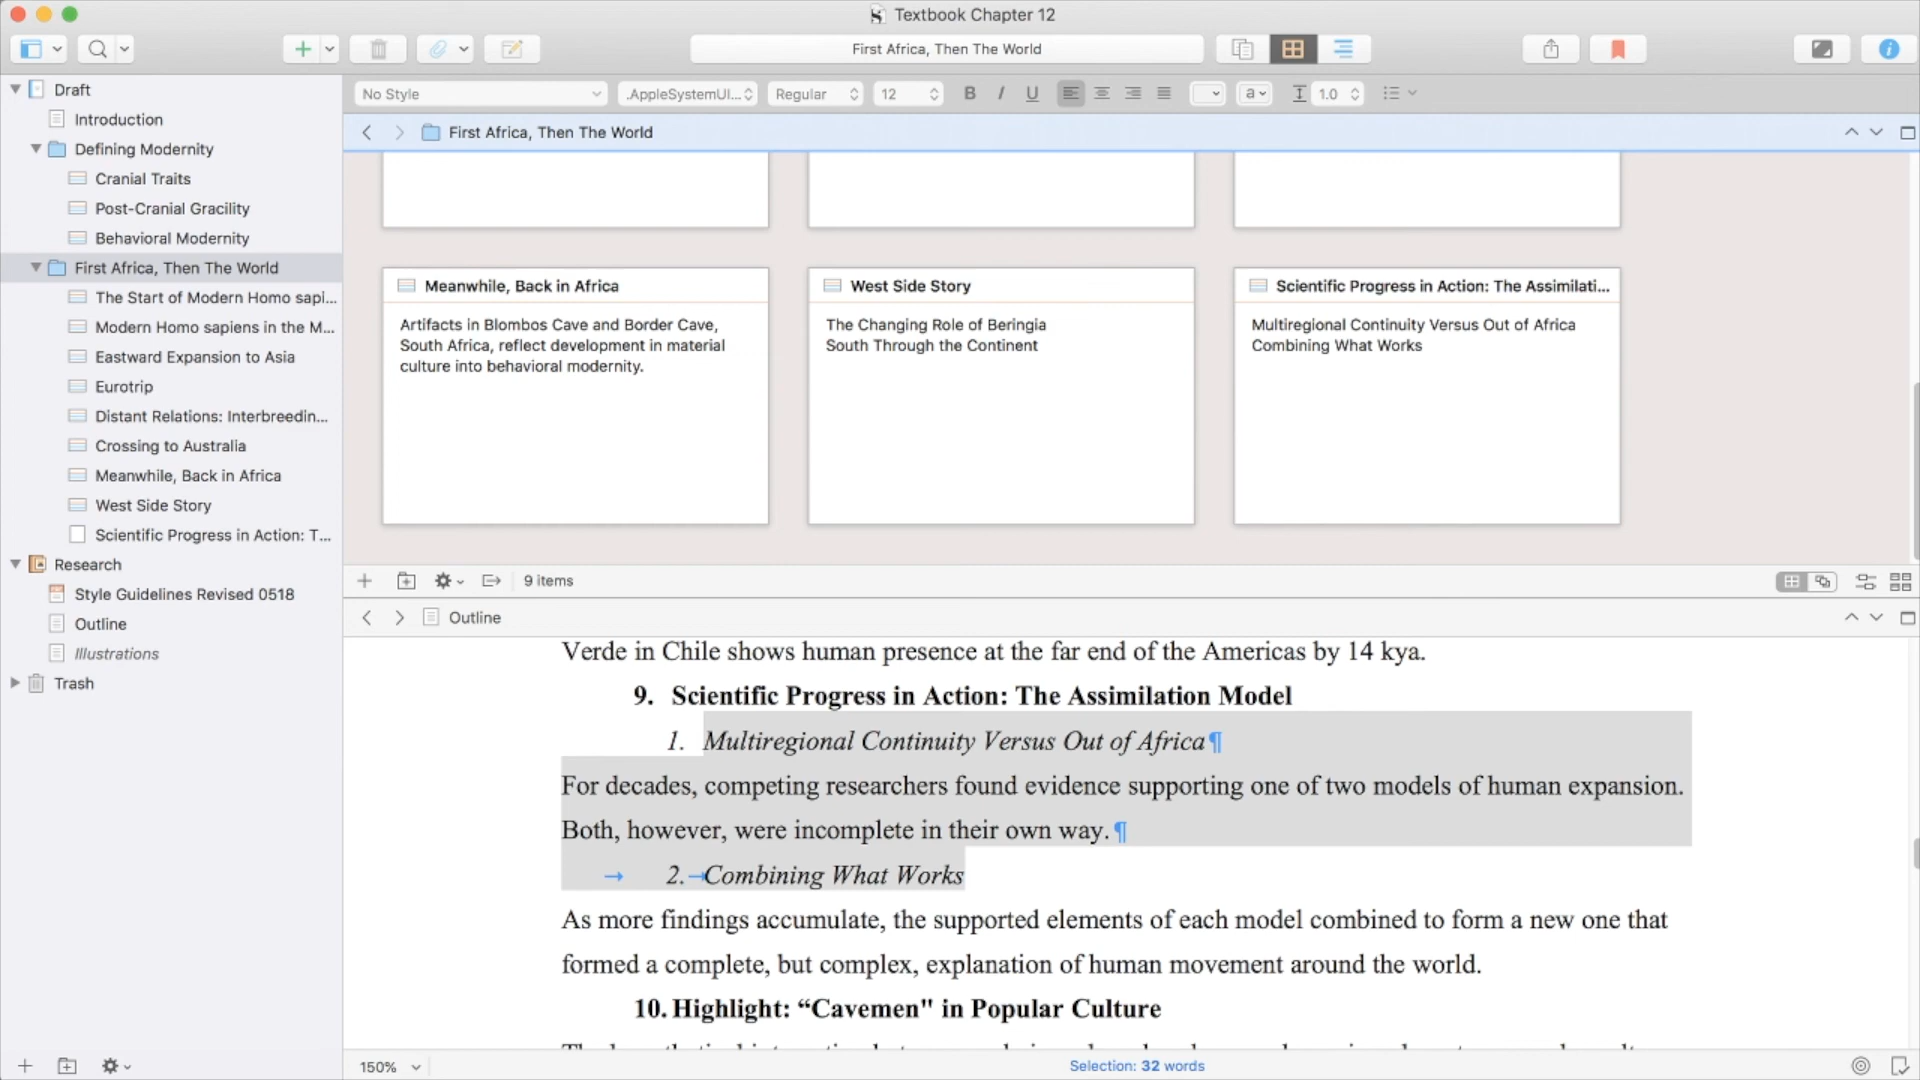 Textbook Chapter 12
First Africa, Then The World
No Style
.AppleSystemUI...
Regular
12
B
I
U
a
1.0
Draft
Introduction
Defining Modernity
Cranial Traits
Post-Cranial Gracility
Behavioral Modernity
First Africa, Then The World
The Start of Modern Homo sapi...
Modern Homo sapiens in the M...
Eastward Expansion to Asia
Eurotrip
Distant Relations: Interbreedin...
Crossing to Australia
Meanwhile, Back in Africa
West Side Story
Scientific Progress in Action: T...
Research
Style Guidelines Revised 0518
Outline
Illustrations
Trash
First Africa, Then The World
Meanwhile, Back in Africa
Artifacts in Blombos Cave and Border Cave,
South Africa, reflect development in material
culture into behavioral modernity.
West Side Story
The Changing Role of Beringia
South Through the Continent
Scientific Progress in Action: The Assimilati...
Multiregional Continuity Versus Out of Africa
Combining What Works
9 items
Outline
Verde in Chile shows human presence at the far end of the Americas by 14 kya.
9. Scientific Progress in Action: The Assimilation Model
1. Multiregional Continuity Versus Out of Africa¶
For decades, competing researchers found evidence supporting one of two models of human expansion.
Both, however, were incomplete in their own way.¶
→ 2.→Combining What Works
As more findings accumulate, the supported elements of each model combined to form a new one that
formed a complete, but complex, explanation of human movement around the world.
10. Highlight: “Cavemen" in Popular Culture
150%
Selection: 32 words